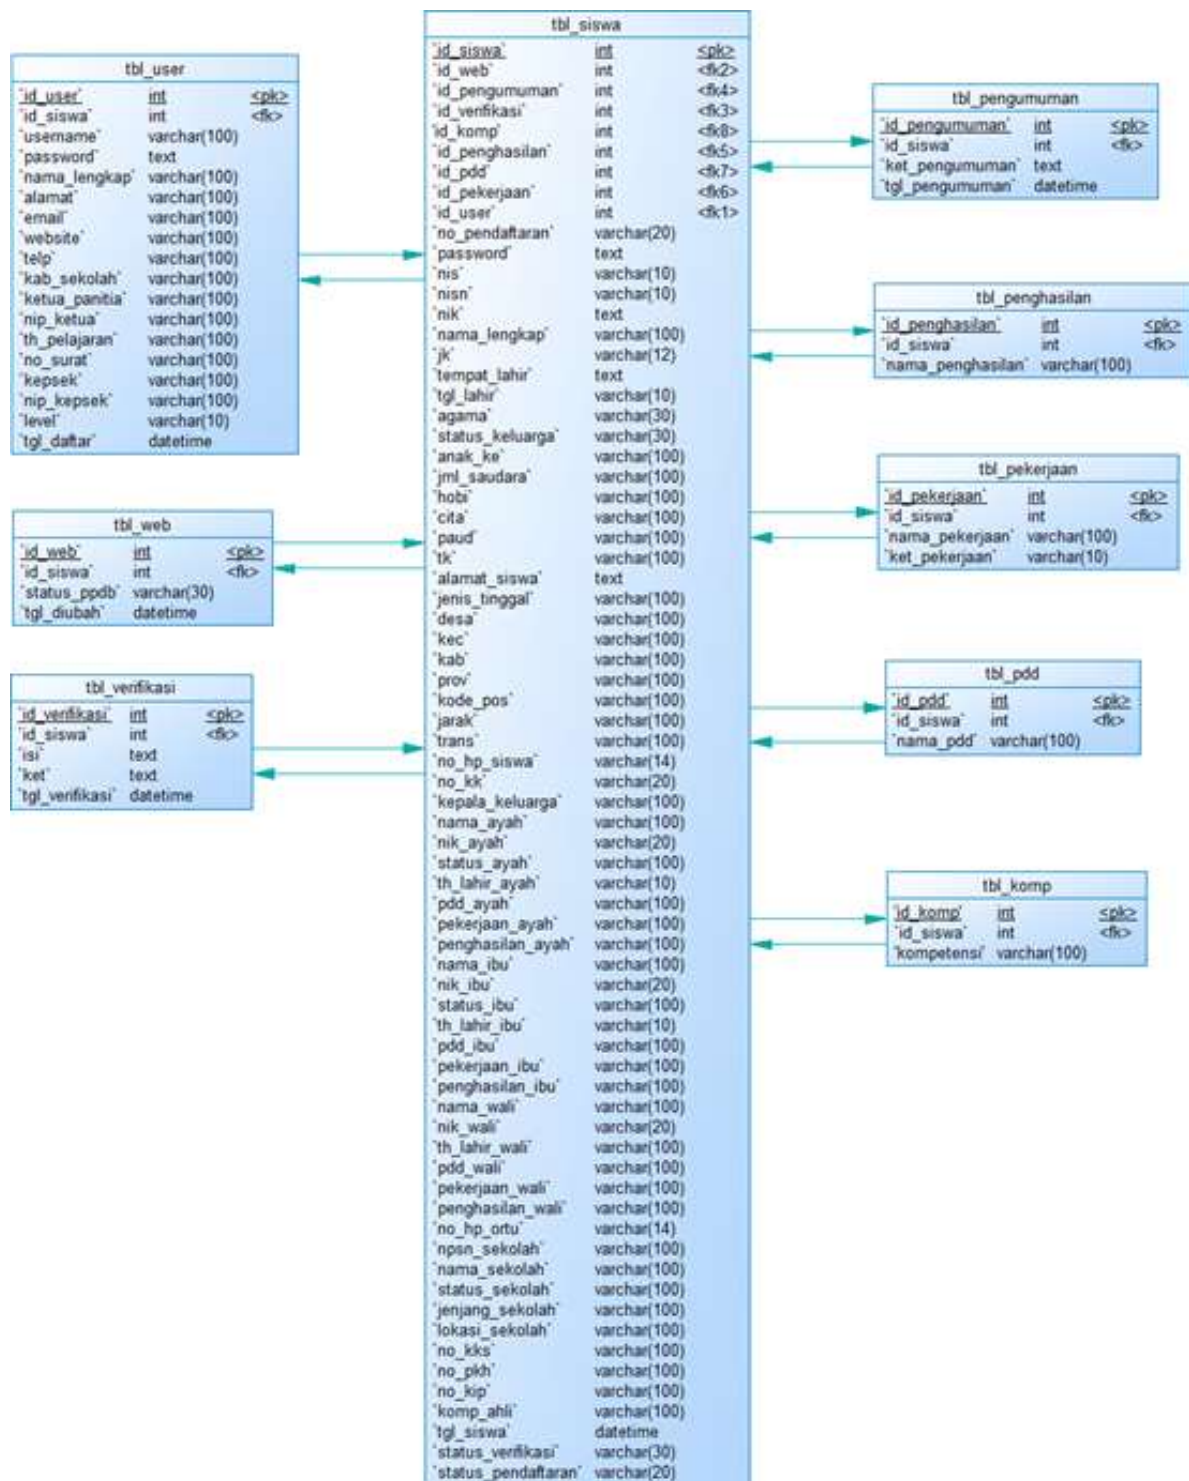 tbl_user
`id_user` int <pk>
`id_siswa` int <fk>
`username` varchar(100)
`password` text
`nama_lengkap` varchar(100)
`alamat` varchar(100)
`email` varchar(100)
`website` varchar(100)
`telp` varchar(100)
`kab_sekolah` varchar(100)
`ketua_panitia` varchar(100)
`nip_ketua` varchar(100)
`th_pelajaran` varchar(100)
`no_surat` varchar(100)
`kepsek` varchar(100)
`nip_kepsek` varchar(100)
`level` varchar(10)
`tgl_daftar` datetime
tbl_web
`id_web` int <pk>
`id_siswa` int <fk>
`status_ppdb` varchar(30)
`tgl_diubah` datetime
tbl_verifikasi
`id_verifikasi` int <pk>
`id_siswa` int <fk>
`isi` text
`ket` text
`tgl_verifikasi` datetime
tbl_siswa
`id_siswa` int <pk>
`id_web` int <fk2>
`id_pengumuman` int <fk4>
`id_verifikasi` int <fk3>
`id_komp` int <fk8>
`id_penghasilan` int <fk5>
`id_pdd` int <fk7>
`id_pekerjaan` int <fk6>
`id_user` int <fk1>
`no_pendaftaran` varchar(20)
`password` text
`nis` varchar(10)
`nisn` varchar(10)
`nik` text
`nama_lengkap` varchar(100)
`jk` varchar(12)
`tempat_lahir` text
`tgl_lahir` varchar(10)
`agama` varchar(30)
`status_keluarga` varchar(30)
`anak_ke` varchar(100)
`jml_saudara` varchar(100)
`hobi` varchar(100)
`cita` varchar(100)
`paud` varchar(100)
`tk` varchar(100)
`alamat_siswa` text
`jenis_tinggal` varchar(100)
`desa` varchar(100)
`kec` varchar(100)
`kab` varchar(100)
`prov` varchar(100)
`kode_pos` varchar(100)
`jarak` varchar(100)
`trans` varchar(100)
`no_hp_siswa` varchar(14)
`no_kk` varchar(20)
`kepala_keluarga` varchar(100)
`nama_ayah` varchar(100)
`nik_ayah` varchar(20)
`status_ayah` varchar(100)
`th_lahir_ayah` varchar(10)
`pdd_ayah` varchar(100)
`pekerjaan_ayah` varchar(100)
`penghasilan_ayah` varchar(100)
`nama_ibu` varchar(100)
`nik_ibu` varchar(20)
`status_ibu` varchar(100)
`th_lahir_ibu` varchar(10)
`pdd_ibu` varchar(100)
`pekerjaan_ibu` varchar(100)
`penghasilan_ibu` varchar(100)
`nama_wali` varchar(100)
`nik_wali` varchar(20)
`th_lahir_wali` varchar(100)
`pdd_wali` varchar(100)
`pekerjaan_wali` varchar(100)
`penghasilan_wali` varchar(100)
`no_hp_ortu` varchar(14)
`npsn_sekolah` varchar(100)
`nama_sekolah` varchar(100)
`status_sekolah` varchar(100)
`jenjang_sekolah` varchar(100)
`lokasi_sekolah` varchar(100)
`no_kks` varchar(100)
`no_pkh` varchar(100)
`no_kip` varchar(100)
`komp_ahli` varchar(100)
`tgl_siswa` datetime
`status_verifikasi` varchar(30)
`status_pendaftaran` varchar(20)
tbl_pengumuman
`id_pengumuman` int <pk>
`id_siswa` int <fk>
`ket_pengumuman` text
`tgl_pengumuman` datetime
tbl_penghasilan
`id_penghasilan` int <pk>
`id_siswa` int <fk>
`nama_penghasilan` varchar(100)
tbl_pekerjaan
`id_pekerjaan` int <pk>
`id_siswa` int <fk>
`nama_pekerjaan` varchar(100)
`ket_pekerjaan` varchar(10)
tbl_pdd
`id_pdd` int <pk>
`id_siswa` int <fk>
`nama_pdd` varchar(100)
tbl_komp
`id_komp` int <pk>
`id_siswa` int <fk>
`kompetensi` varchar(100)